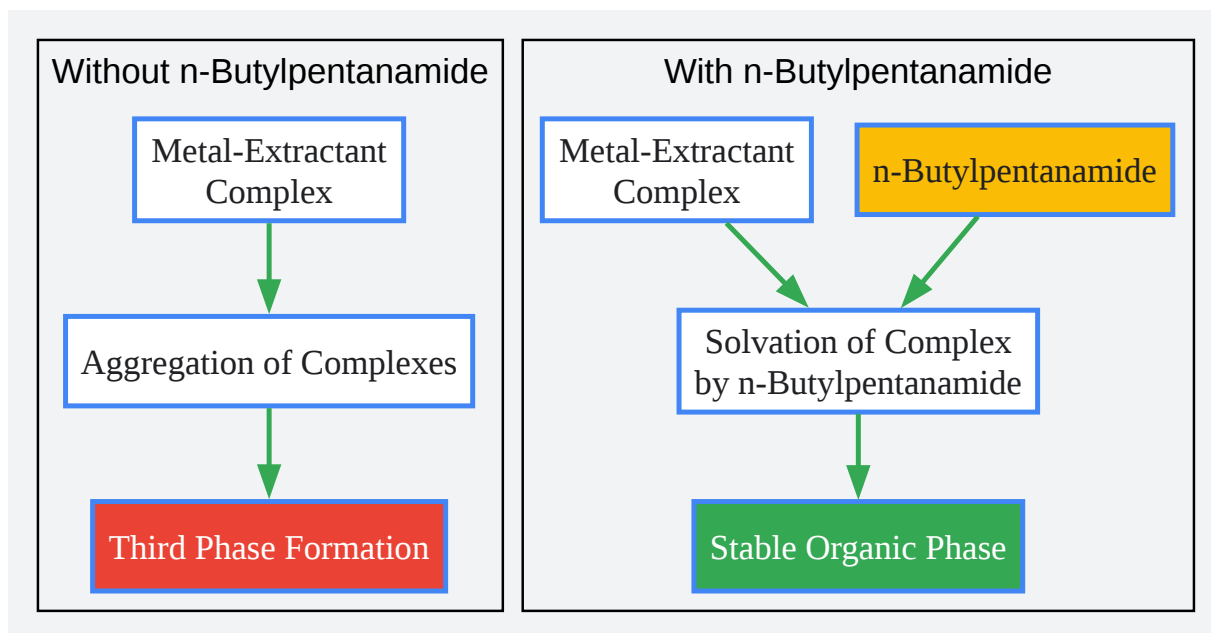 Without n-Butylpentanamide
Metal-Extractant
Complex
Aggregation of Complexes
Third Phase Formation
With n-Butylpentanamide
Metal-Extractant
Complex
n-Butylpentanamide
Solvation of Complex
by n-Butylpentanamide
Stable Organic Phase